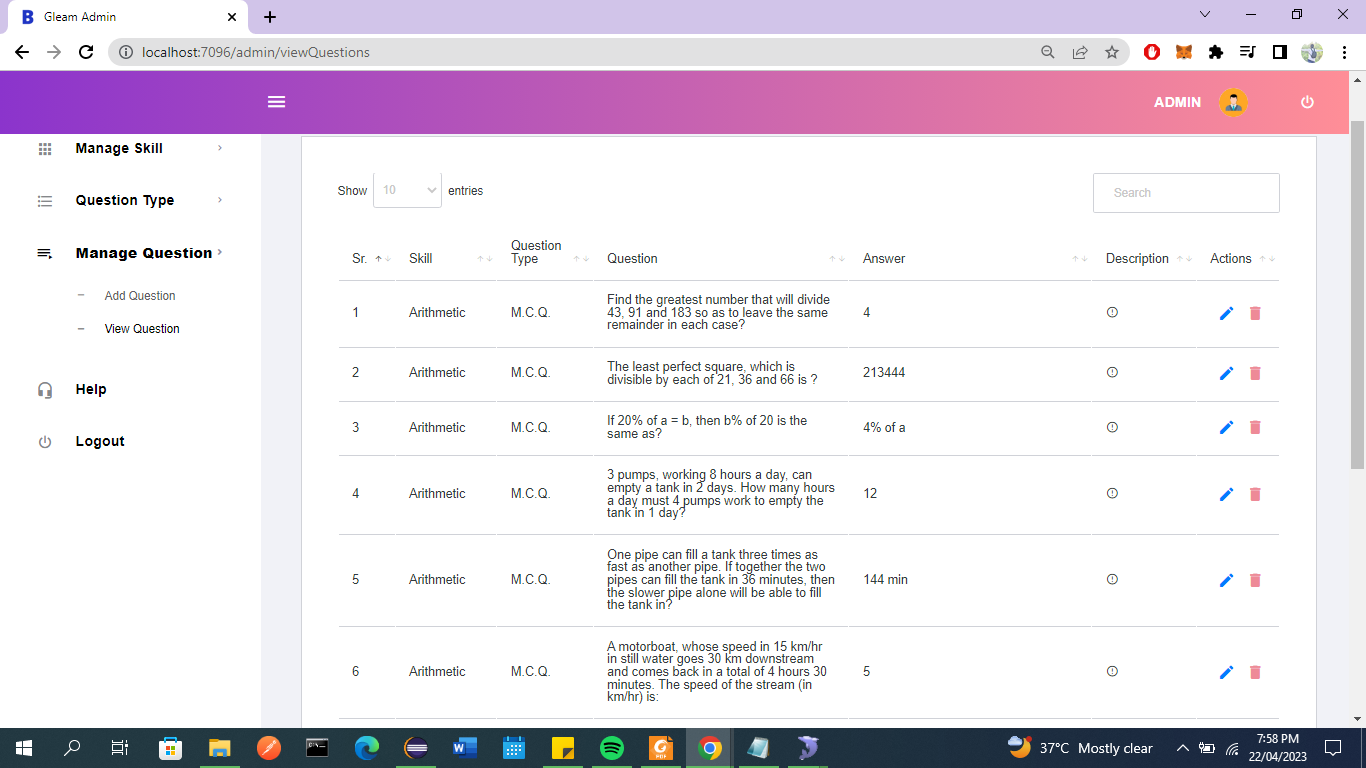 Gleam Admin
localhost:7096/admin/viewQuestions
ADMIN
Manage Skill
Question Type
Manage Question
Add Question
View Question
Help
Logout
Show 10 entries
Search
Sr. Skill Question Type Question Answer Description Actions
1 Arithmetic M.C.Q. Find the greatest number that will divide
43, 91 and 183 so as to leave the same
remainder in each case?
4
2 Arithmetic M.C.Q. The least perfect square, which is
divisible by each of 21, 36 and 66 is ?
213444
3 Arithmetic M.C.Q. If 20% of a = b, then b% of 20 is the
same as?
4% of a
4 Arithmetic M.C.Q. 3 pumps, working 8 hours a day, can
empty a tank in 2 days. How many hours
a day must 4 pumps work to empty the
tank in 1 day?
12
5 Arithmetic M.C.Q. One pipe can fill a tank three times as
fast as another pipe. If together the two
pipes can fill the tank in 36 minutes, then
the slower pipe alone will be able to fill
the tank in?
144 min
6 Arithmetic M.C.Q. A motorboat, whose speed in 15 km/hr
in still water goes 30 km downstream
and comes back in a total of 4 hours 30
minutes. The speed of the stream (in
km/hr) is:
5
37°C Mostly clear
7:58 PM
22/04/2023